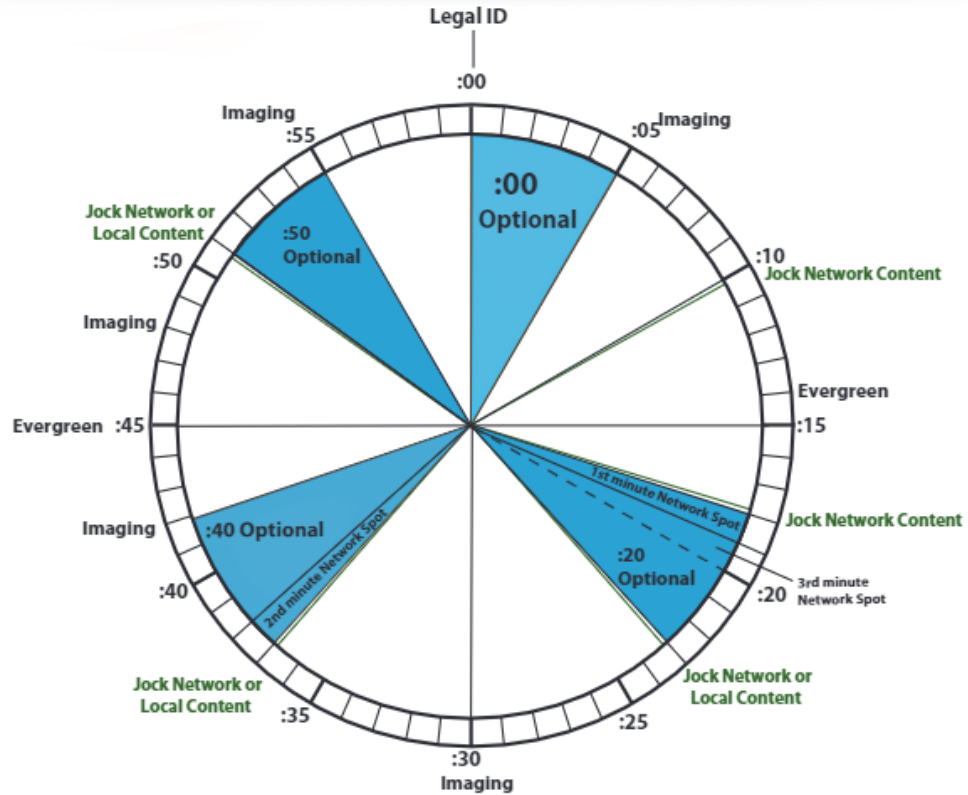 Legal ID
:00
Imaging
:05
:00
Optional
:10
Jock Network Content
Evergreen
:15
1st minute Network Spot
Jock Network Content
3rd minute
Network Spot
:20
:20
Optional
Jock Network or
Local Content
:25
:30
Imaging
:35
Jock Network or
Local Content
2nd minute Network Spot
:40 Optional
:40
Imaging
Evergreen
:45
Imaging
:50
Jock Network or
Local Content
:50
Optional
:55
Imaging